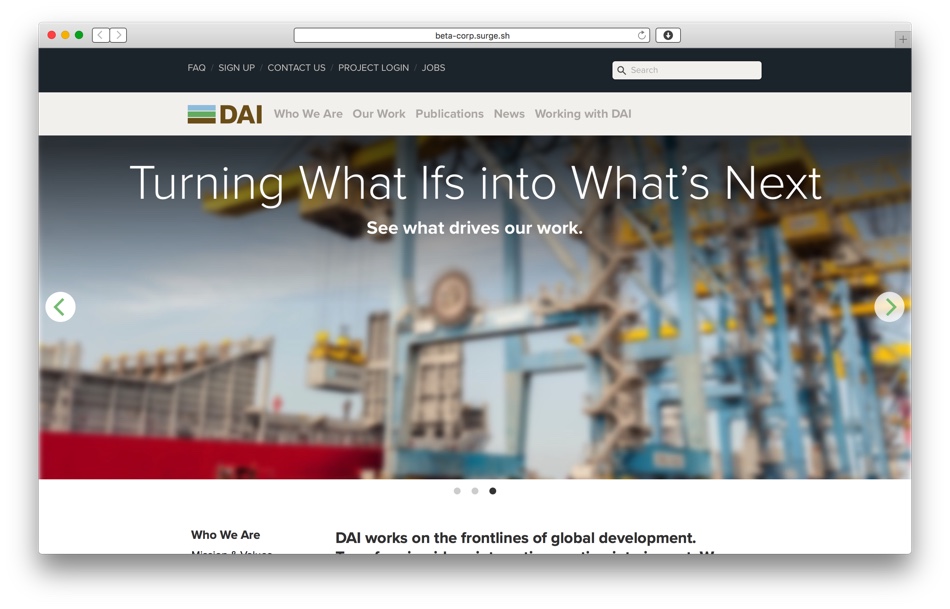 beta-corp.surge.sh
FAQ / SIGN UP / CONTACT US / PROJECT LOGIN / JOBS
Search
DAI
Who We Are Our Work Publications News Working with DAI
Turning What Ifs into What's Next
See what drives our work.
Who We Are
DAI works on the frontlines of global development.
Mission & Values